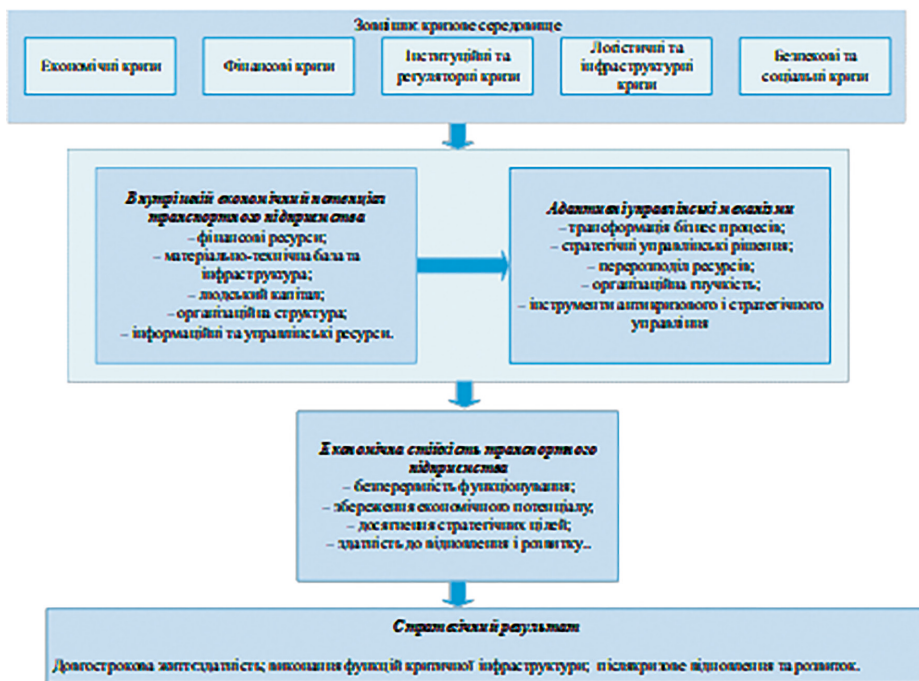 Зовнішнє кризове середовище
Економічні кризи
Фінансові кризи
Інституційні та
регуляторні кризи
Логістичні та
інфраструктурні
кризи
Безпекові та
соціальні кризи
Внутрішній економічний потенціал
транспортного підприємства
– фінансові ресурси;
– матеріально-технічна база та
інфраструктура;
– людський капітал;
– організаційна структура;
– інформаційні та управлінські ресурси.
Адаптивні управлінські механізми
– трансформація бізнес процесів;
– стратегічні управлінські рішення;
– перерозподіл ресурсів;
– організаційна гнучкість;
– інструменти антикризового і стратегічного
управління
Економічна стійкість транспортного
підприємства
– безперервність функціонування;
– збереження економічного потенціалу;
– досягнення стратегічних цілей;
– здатність до відновлення і розвитку..
Стратегічний результат
Довгострокова життєздатність; виконання функцій критичної інфраструктури; післякризове відновлення та розвиток.